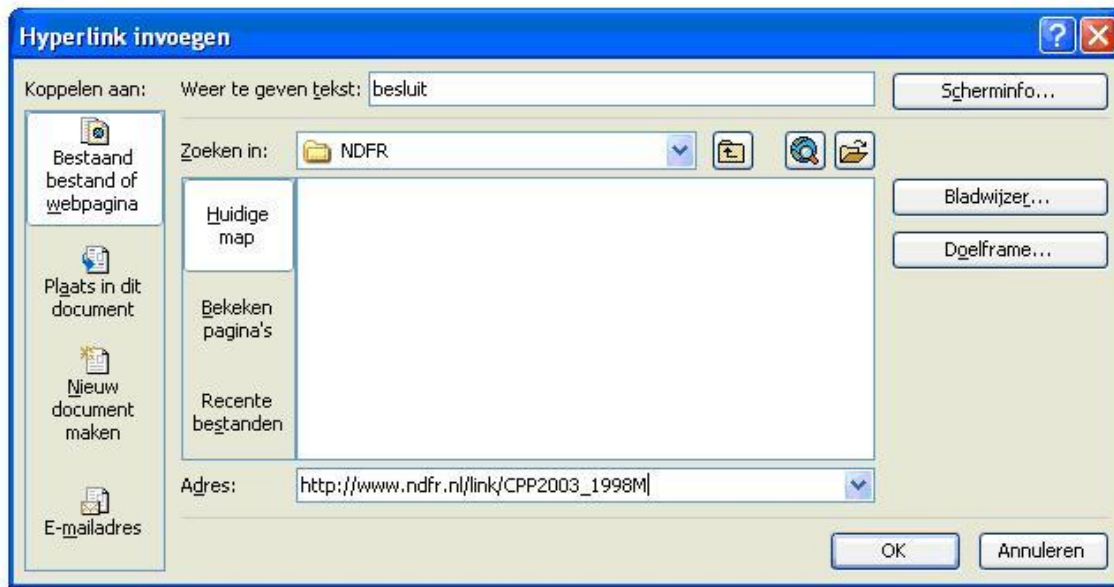 Hyperlink invoegen
Koppelen aan:
Weer te geven tekst: besluit
Scherminfo...
Bestaand
bestand of
webpagina
Plaats in dit
document
Nieuw
document
maken
E-mailadres
Zoeken in: NDFR
Huidige
map
Bekeken
pagina's
Recente
bestanden
Bladwijzer...
Doelframe...
Adres: http://www.ndfr.nl/link/CPP2003_1998M
OK
Annuleren